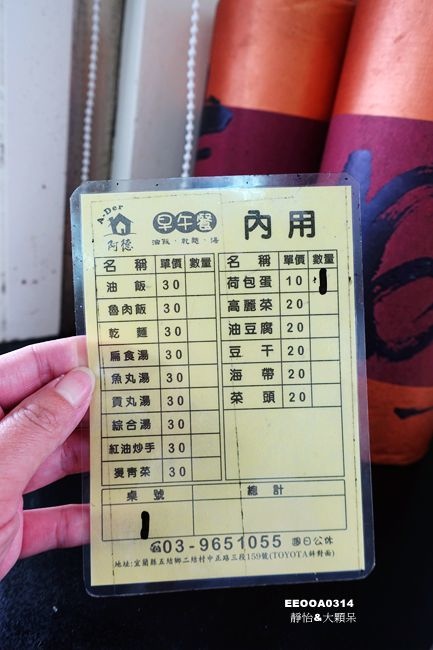 A-Der
阿德
早午餐
油飯·乾麵·湯
內用
名稱 單價 數量
油飯 30
魯肉飯 30
乾麵 30
扁食湯 30
魚丸湯 30
貢丸湯 30
綜合湯 30
紅油炒手 30
燙青菜 30
名稱 單價 數量
荷包蛋 10
高麗菜 20
油豆腐 20
豆干 20
海帶 20
菜頭 20
桌號 總計
☎03-9651055 週日公休
地址:宜蘭縣五結鄉二結村中正路三段159號(TOYOTA斜對面)
EEOOA0314
靜怡&大顆呆